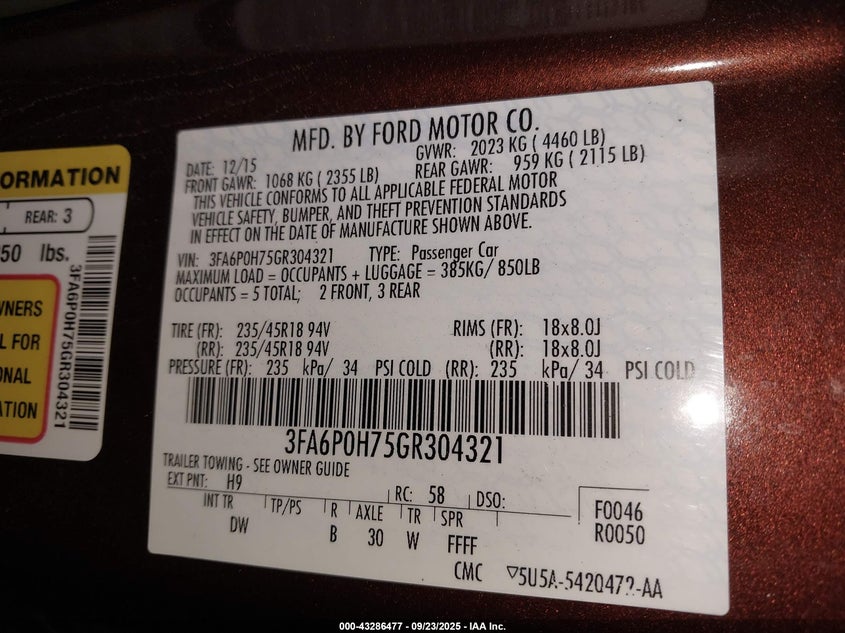 MFD. BY FORD MOTOR CO.
DATE: 12/15 GVWR: 2023 KG ( 4460 LB)
FRONT GAWR: 1068 KG ( 2355 LB) REAR GAWR: 959 KG ( 2115 LB)
THIS VEHICLE CONFORMS TO ALL APPLICABLE FEDERAL MOTOR
VEHICLE SAFETY, BUMPER, AND THEFT PREVENTION STANDARDS
IN EFFECT ON THE DATE OF MANUFACTURE SHOWN ABOVE.
VIN: 3FA6P0H75GR304321 TYPE: Passenger Car
MAXIMUM LOAD = OCCUPANTS + LUGGAGE = 385KG/ 850LB
OCCUPANTS = 5 TOTAL; 2 FRONT, 3 REAR
TIRE (FR): 235/45R18 94V RIMS (FR): 18x8.0J
(RR): 235/45R18 94V (RR): 18x8.0J
PRESSURE (FR): 235 kPa/ 34 PSI COLD (RR): 235 kPa/ 34 PSI COLD
3FA6P0H75GR304321
TRAILER TOWING - SEE OWNER GUIDE
EXT PNT: H9 RC: 58 DSO:
INT TR TP/PS R AXLE TR SPR F0046
DW B 30 W FFFF R0050
CMC ▽5U5A-5420472-AA
ORMATION
REAR: 3
50 lbs.
3FA6P0H75GR304321
WNERS
L FOR
ONAL
ATION
000-43286477 - 09/23/2025 - IAA Inc.